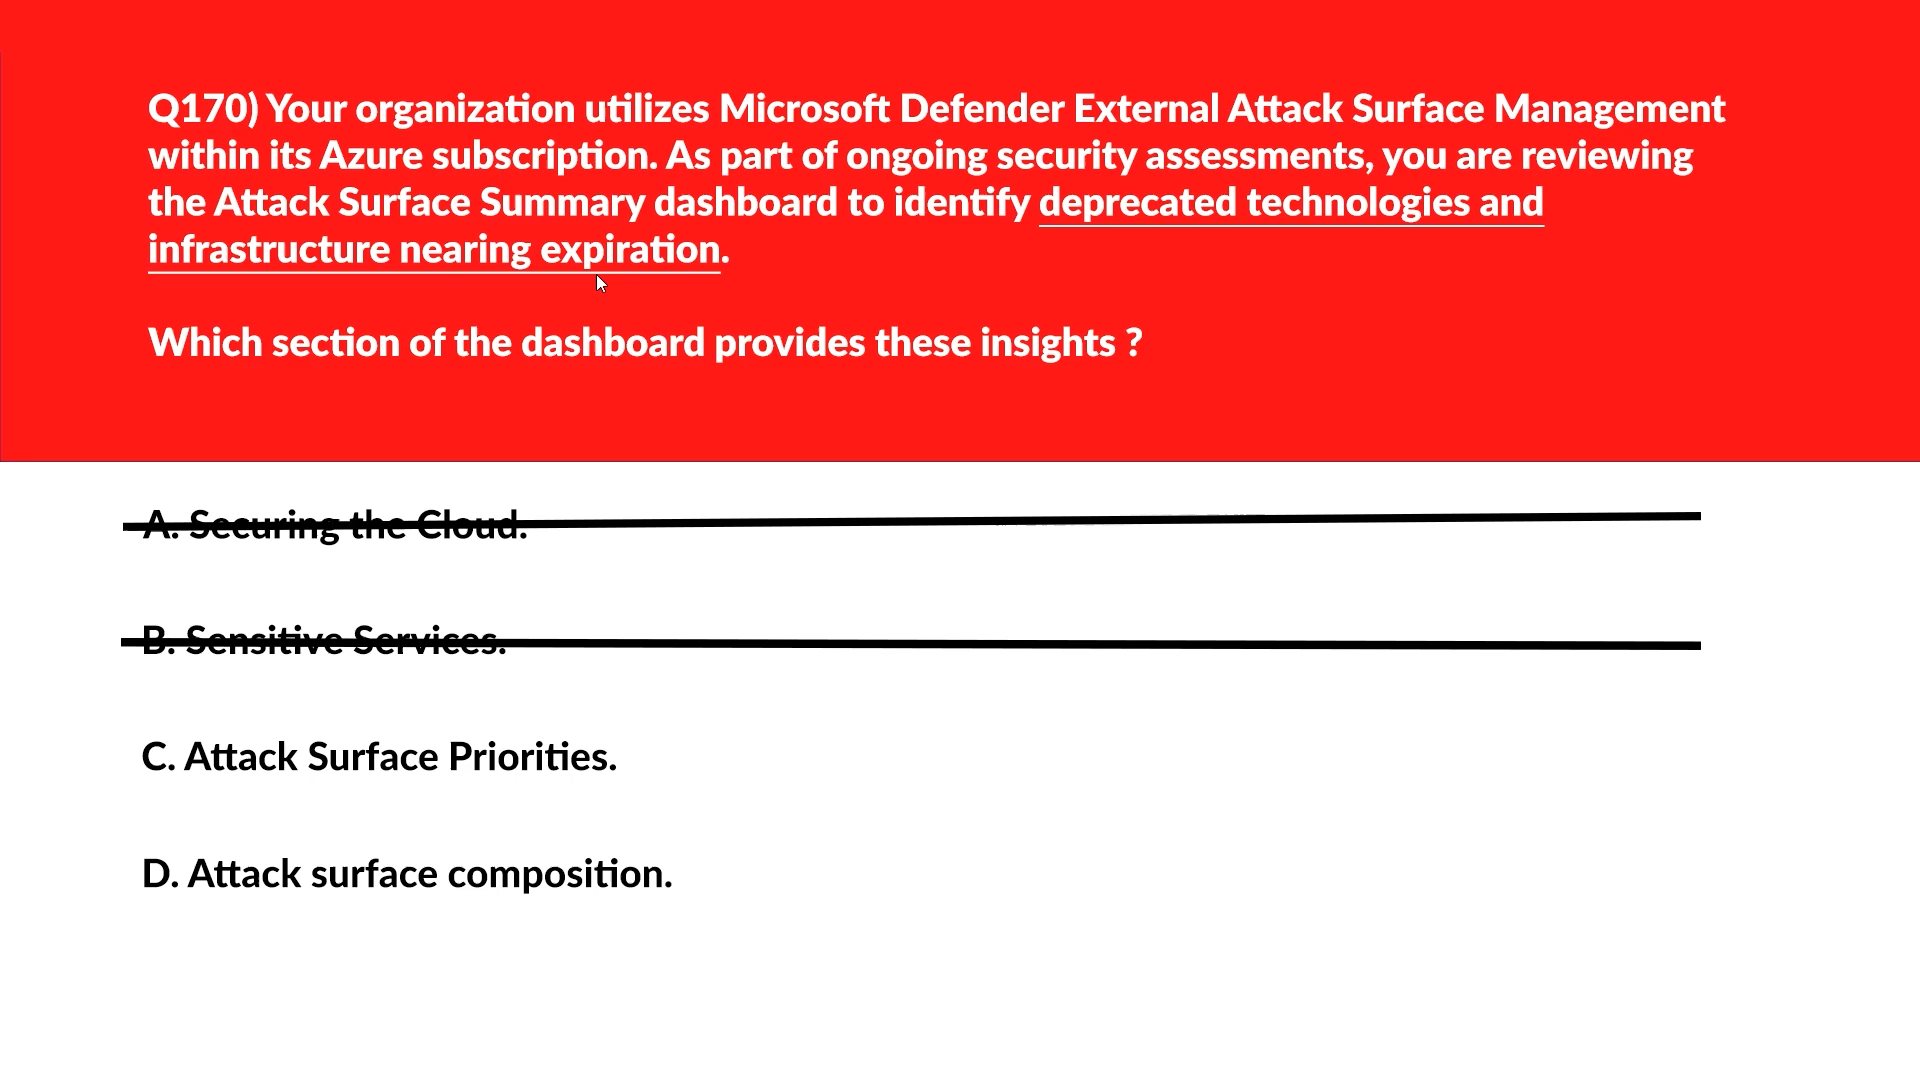 Q170) Your organization utilizes Microsoft Defender External Attack Surface Management
within its Azure subscription. As part of ongoing security assessments, you are reviewing
the Attack Surface Summary dashboard to identify deprecated technologies and
infrastructure nearing expiration.
Which section of the dashboard provides these insights ?
A. Securing the Cloud.
B. Sensitive Services.
C. Attack Surface Priorities.
D. Attack surface composition.